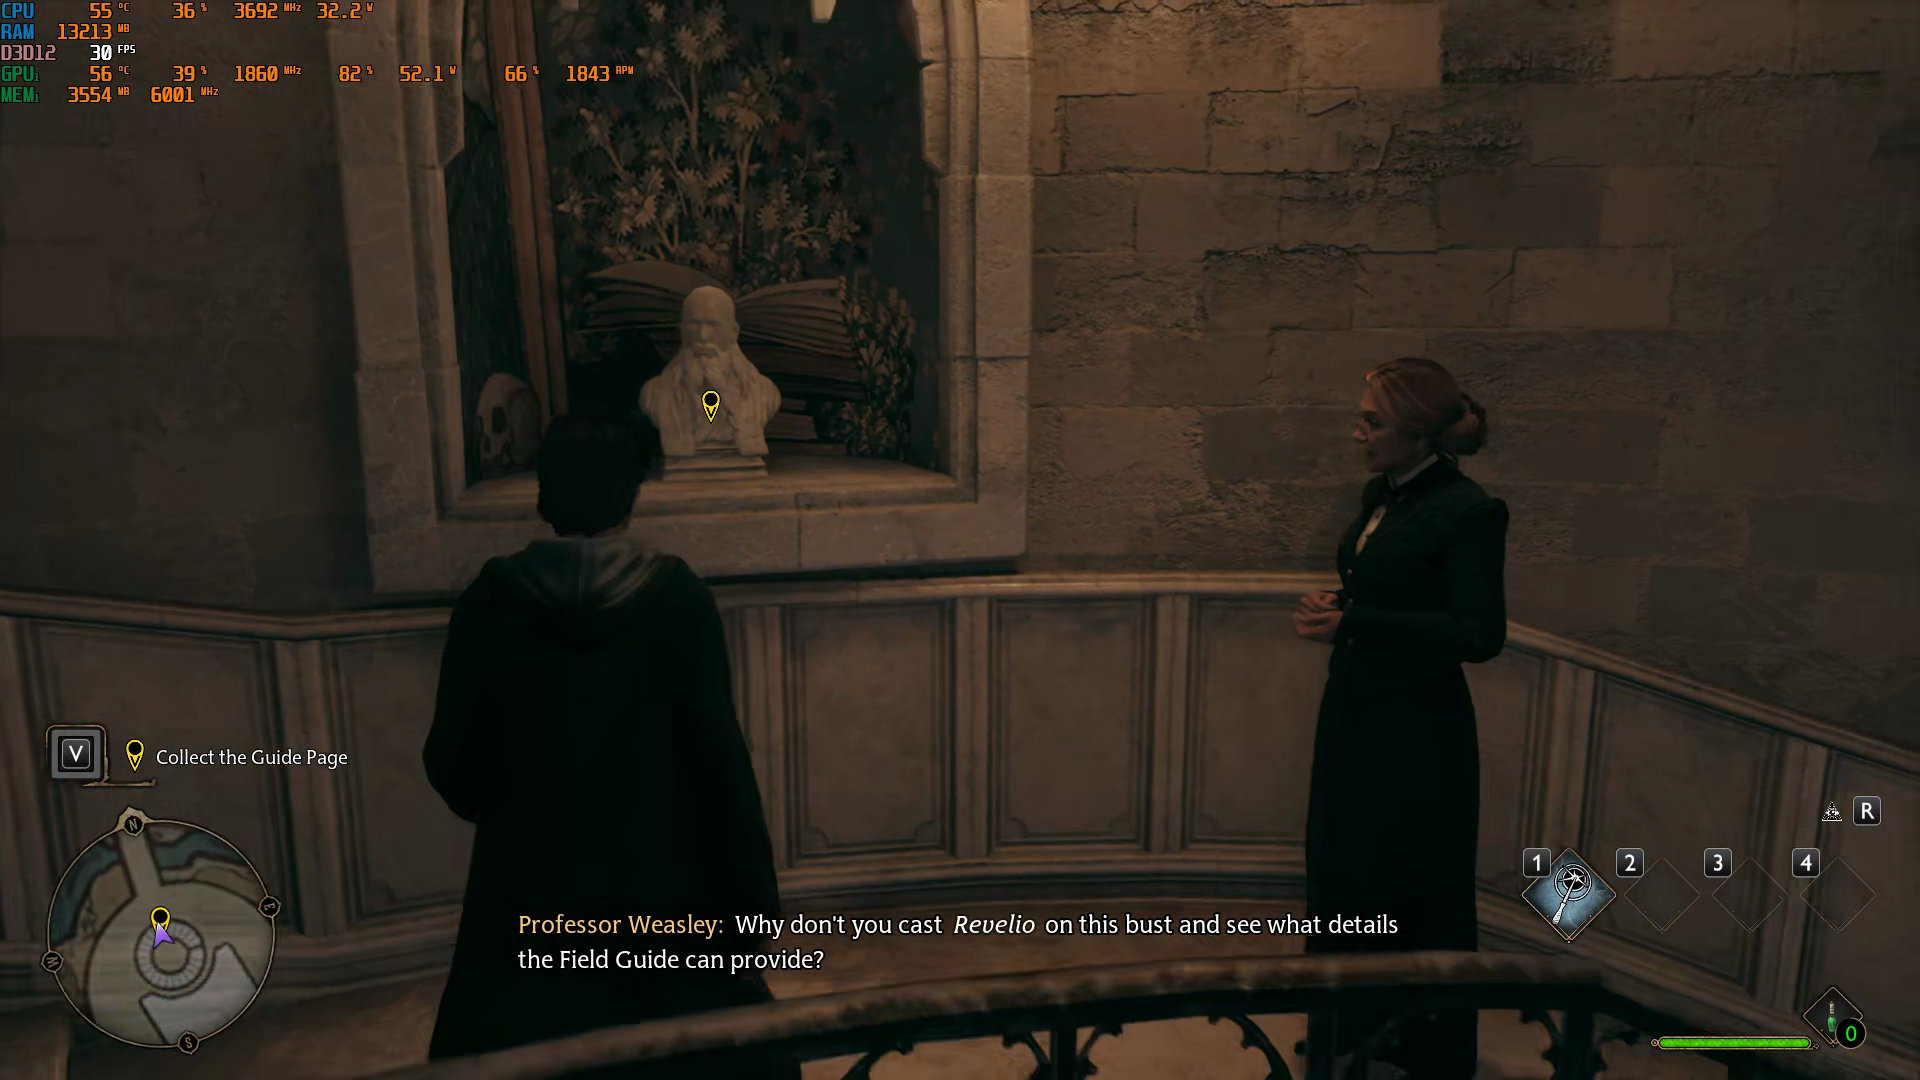 CPU 55 °C 36 % 3692 MHz 32.2 W
RAM 13213 MB
D3D12 30 FPS
GPU1 56 °C 39 % 1860 MHz 82 % 52.1 W 66 % 1843 RPM
MEM1 3554 MB 6001 MHz
V Collect the Guide Page
N
E
W
S
R
1 2 3 4
Professor Weasley: Why don't you cast Revelio on this bust and see what details
the Field Guide can provide?
0